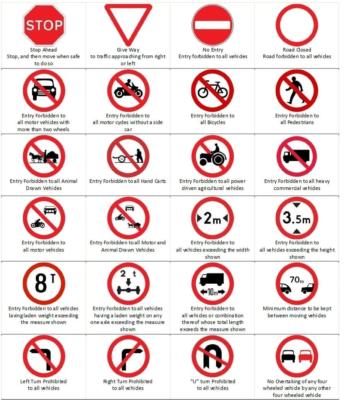 STOP
Stop Ahead
Stop, and then move when safe
to do so
Give Way
to traffic approaching from right
or left
No Entry
Entry forbidden to all vehicles
Road Closed
Road forbidden to all vehicles
Entry Forbidden to
all motor vehicles with
more than two wheels
Entry Forbidden to
all motor cycles without a side
car
Entry Forbidden to
all Bicycles
Entry Forbidden to
all Pedestrians
Entry Forbidden to all Animal
Drawn Vehicles
Entry Forbidden to all Hand Carts
Entry Forbidden to all power
driven agricultural vehicles
Entry Forbidden to all heavy
commercial vehicles
Entry Forbidden to
all motor vehicles
Entry Forbidden to all Motor and
Animal Drawn Vehicles
2m
Entry Forbidden to
all vehicles exceeding the width
shown
3.5m
Entry Forbidden to
all vehicles exceeding the height
shown
8T
Entry Forbidden to all vehicles
laving laden weight exceeding
the measure shown
2t
Entry Forbidden to all vehicles
having a laden weight on any
one axle exceeding the measure
shown
10m
Entry Forbidden to
all vehicles or combination
thereof whose total length
exceeds the measure shown
70m
Minimum distance to be kept
between moving vehicles
Left Turn Prohibited
to all vehicles
Right Turn Prohibited
to all vehicles
"U" turn Prohibited
to all vehicles
No Overtaking of any four
wheeled vehicle by any other
four wheeled vehicle